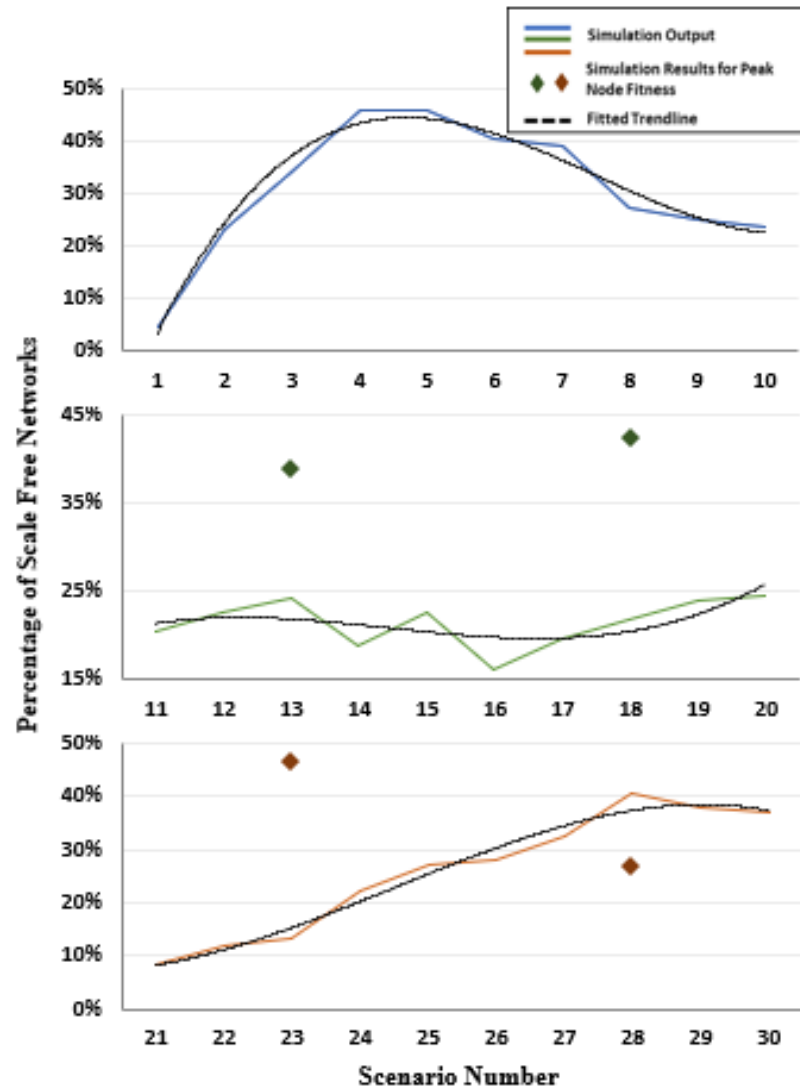 Simulation Output
Simulation Results for Peak
Node Fitness
Fitted Trendline
50%
40%
30%
20%
10%
0%
1 2 3 4 5 6 7 8 9 10
Percentage of Scale Free Networks
45%
35%
25%
15%
11 12 13 14 15 16 17 18 19 20
50%
40%
30%
20%
10%
0%
21 22 23 24 25 26 27 28 29 30
Scenario Number